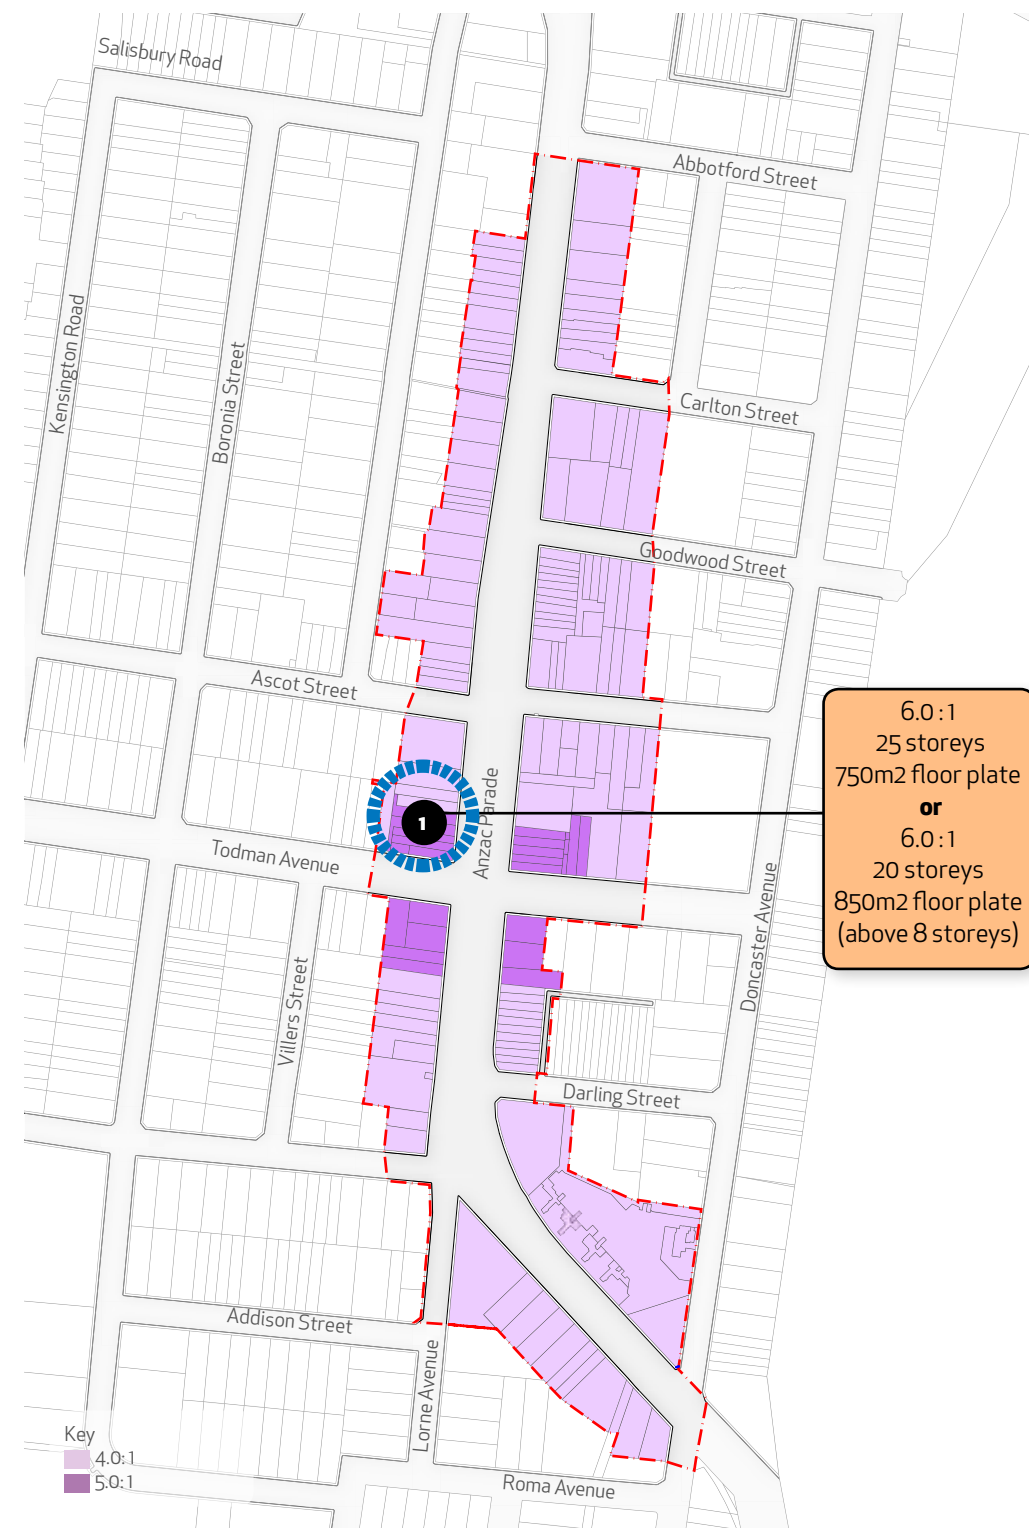 Salisbury Road
Abbotford Street
Kensington Road
Boronia Street
Carlton Street
Goodwood Street
Ascot Street
6.0 : 1
25 storeys
750m2 floor plate
or
6.0 : 1
20 storeys
850m2 floor plate
(above 8 storeys)
1
Anzac Parade
Todman Avenue
Doncaster Avenue
Villers Street
Darling Street
Addison Street
Lorne Avenue
Key
4.0:1
5.0:1
Roma Avenue